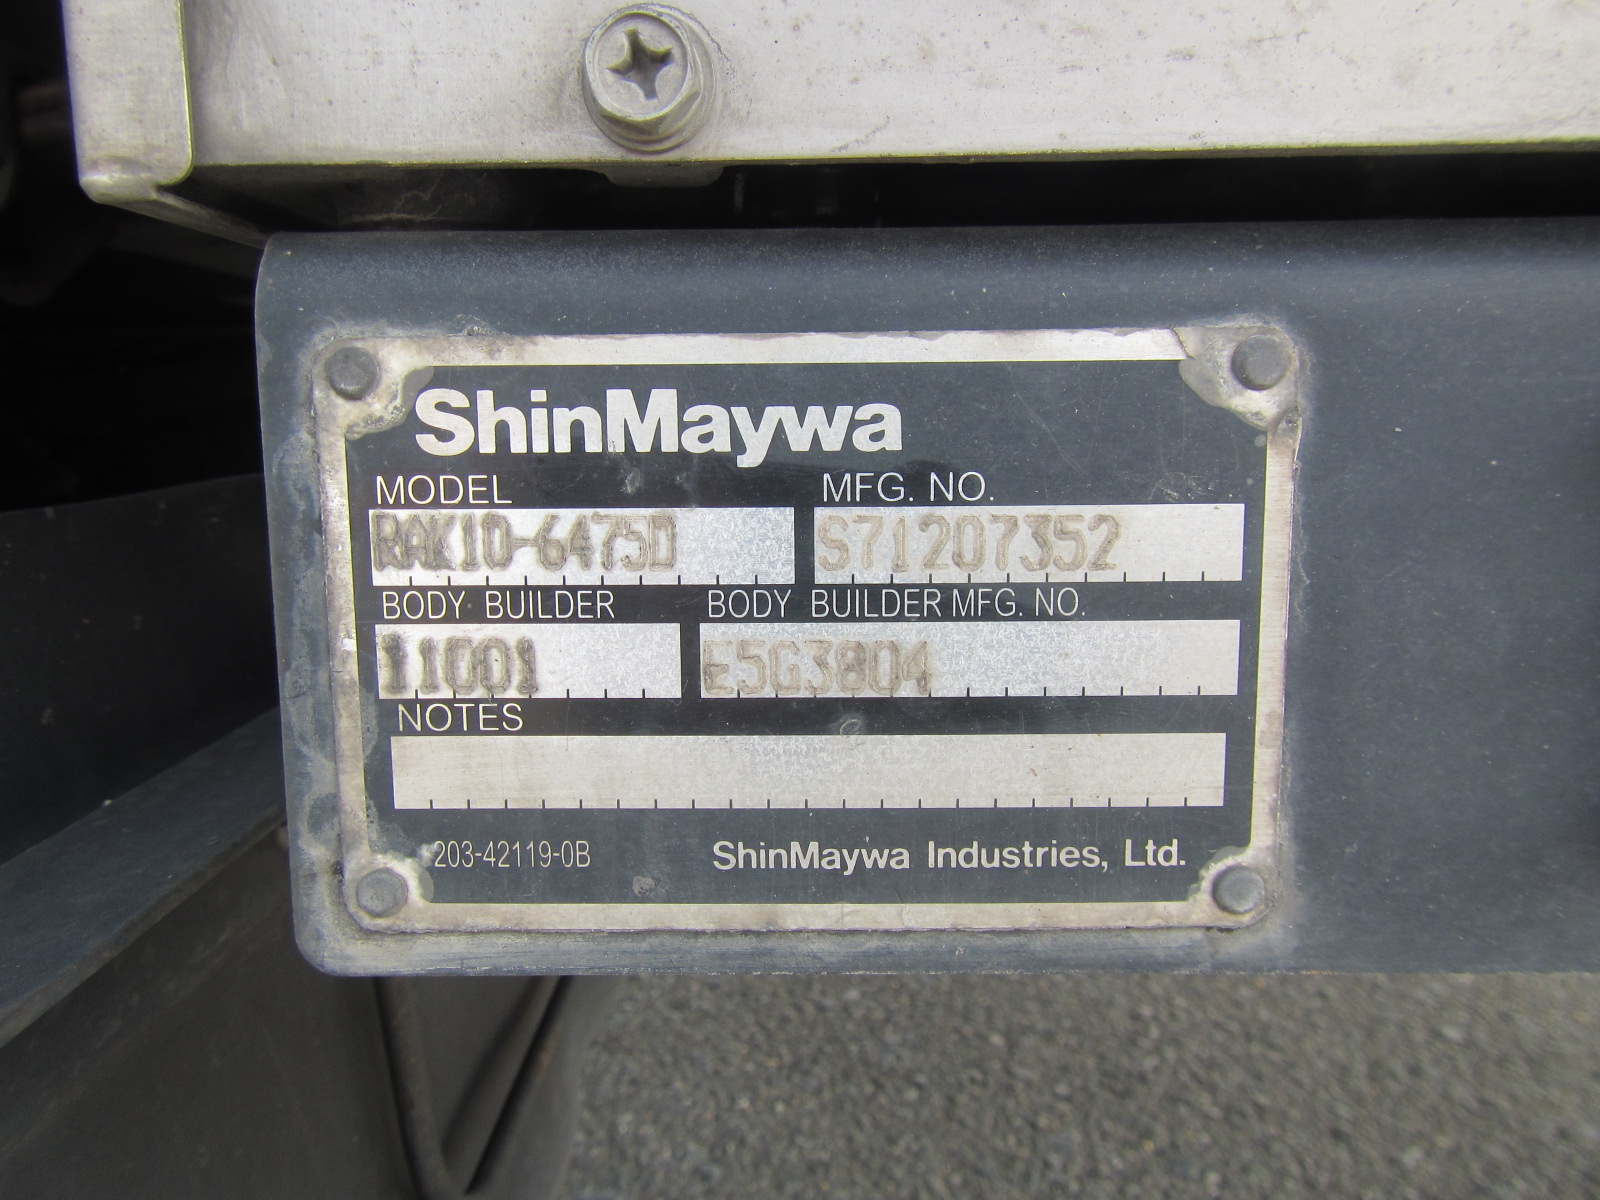 ShinMaywa
MODEL MFG. NO.
RAK10-6475D S71207352
BODY BUILDER BODY BUILDER MFG. NO.
11001 E5G3804
NOTES
203-42119-0B ShinMaywa Industries, Ltd.